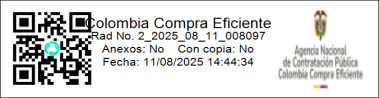 Colombia Compra Eficiente
Rad No. 2_2025_08_11_008097
Anexos: No Con copia: No
Fecha: 11/08/2025 14:44:34
Agencia Nacional
de Contratación Pública
Colombia Compra Eficiente